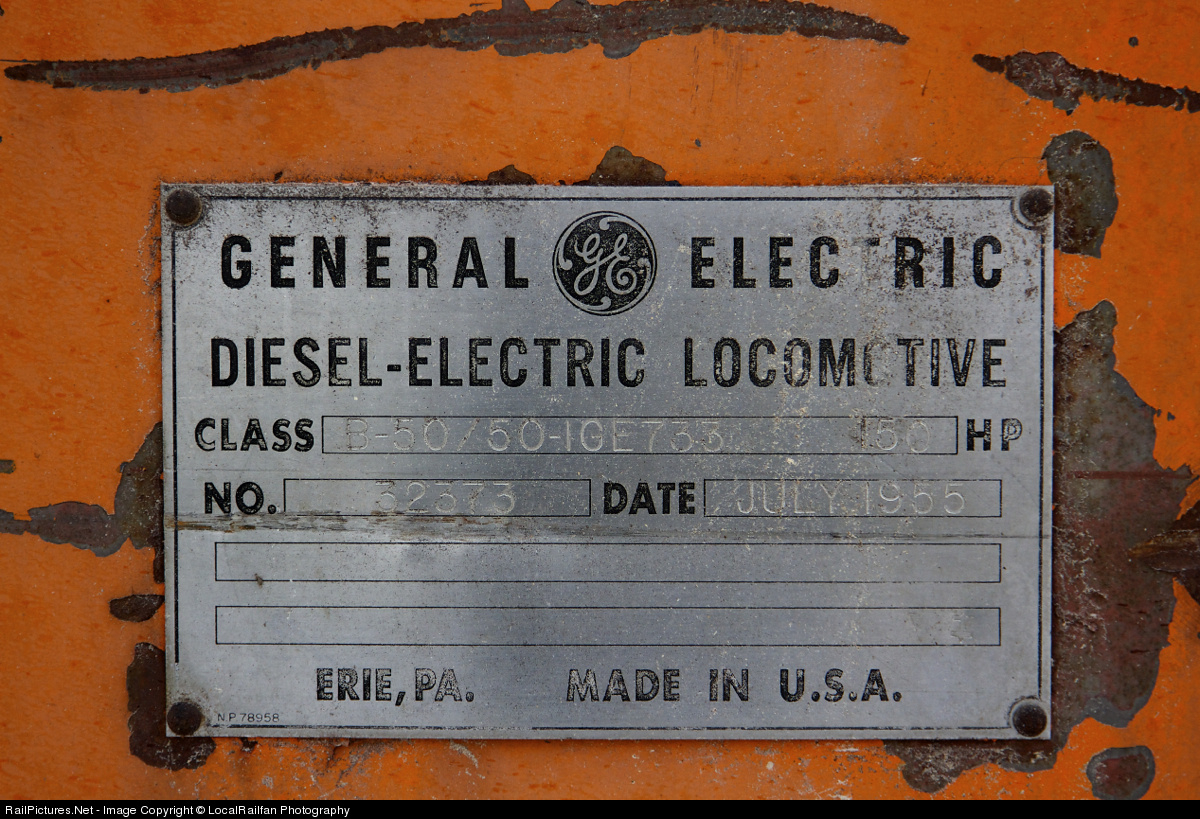 GENERAL GE ELECTRIC
DIESEL-ELECTRIC LOCOMOTIVE
CLASS B-50/50-1GE733 150 HP
NO. 32373 DATE JULY 1955
ERIE, PA. MADE IN U.S.A.
N.P. 78958
RailPictures.Net - Image Copyright © LocalRailfan Photography